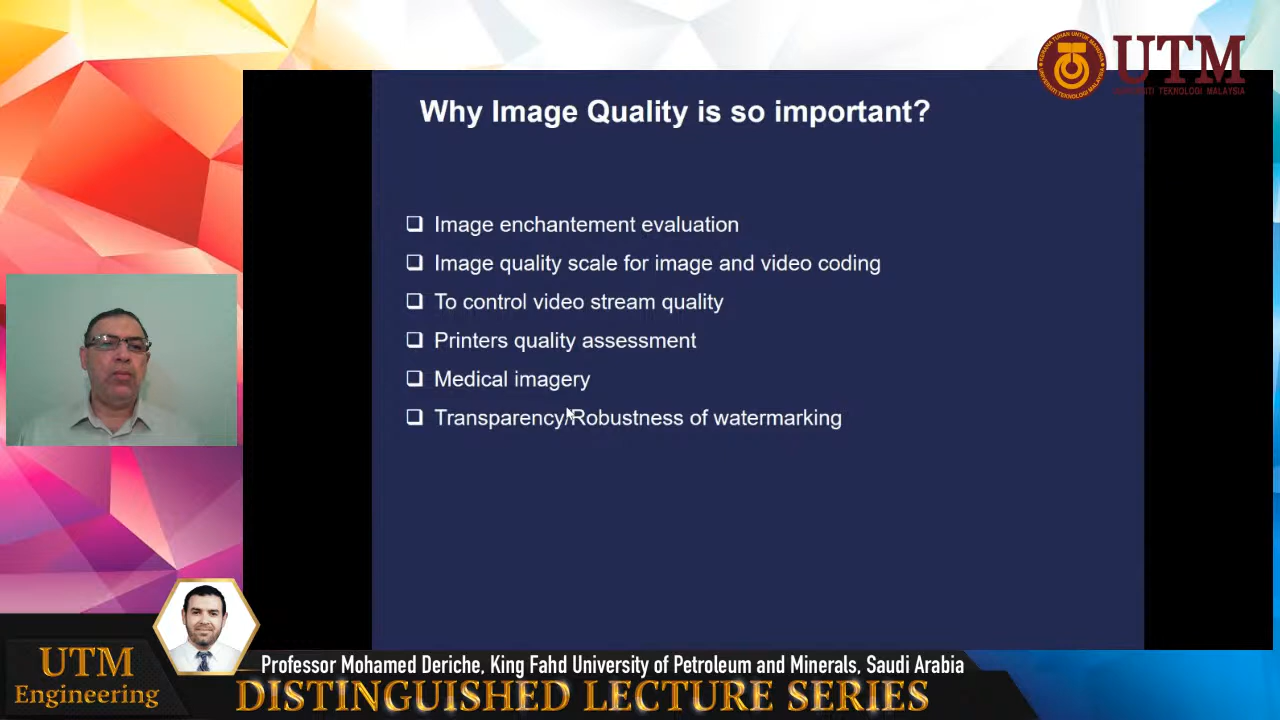 UTM
UNIVERSITI TEKNOLOGI MALAYSIA
Why Image Quality is so important?
Image enchantement evaluation
Image quality scale for image and video coding
To control video stream quality
Printers quality assessment
Medical imagery
Transparency/Robustness of watermarking
UTM
Engineering
Professor Mohamed Deriche, King Fahd University of Petroleum and Minerals, Saudi Arabia
DISTINGUISHED LECTURE SERIES